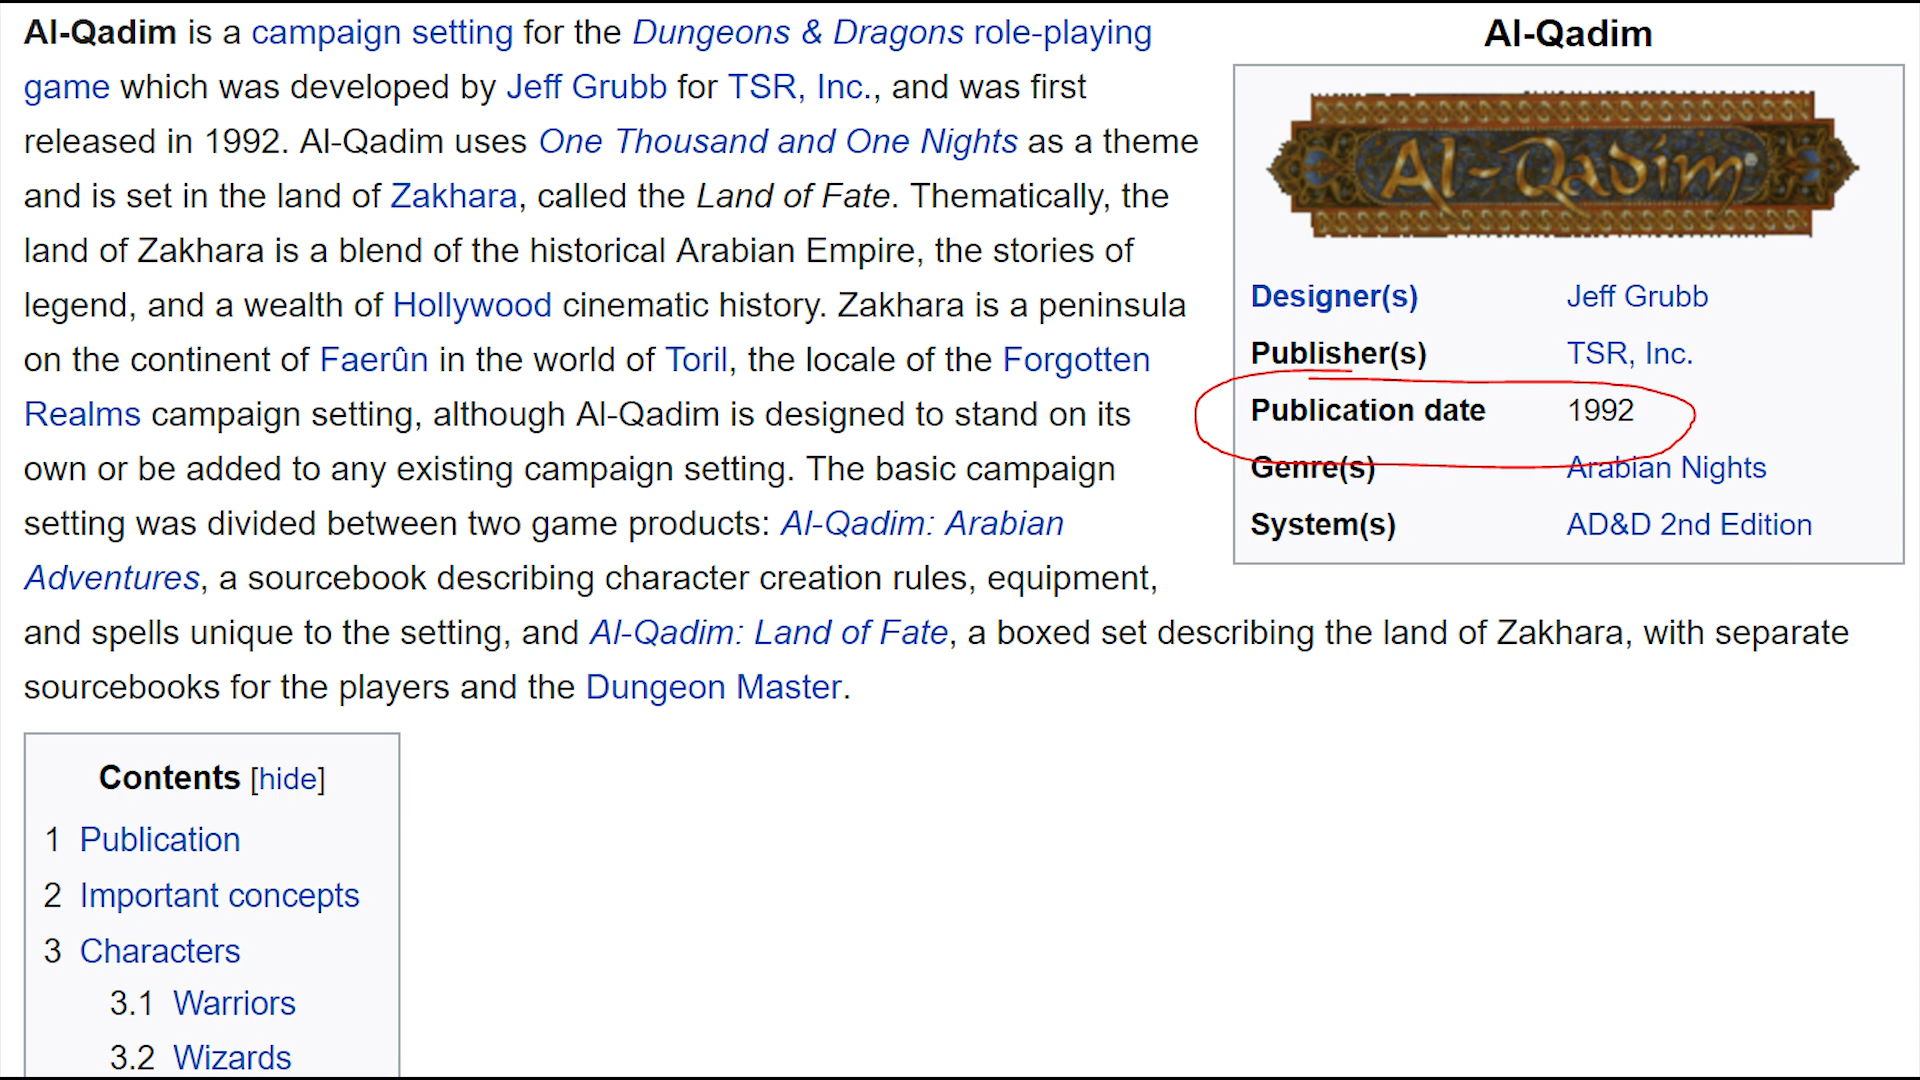 Al-Qadim is a campaign setting for the Dungeons & Dragons role-playing
game which was developed by Jeff Grubb for TSR, Inc., and was first
released in 1992. Al-Qadim uses One Thousand and One Nights as a theme
and is set in the land of Zakhara, called the Land of Fate. Thematically, the
land of Zakhara is a blend of the historical Arabian Empire, the stories of
legend, and a wealth of Hollywood cinematic history. Zakhara is a peninsula
on the continent of Faerûn in the world of Toril, the locale of the Forgotten
Realms campaign setting, although Al-Qadim is designed to stand on its
own or be added to any existing campaign setting. The basic campaign
setting was divided between two game products: Al-Qadim: Arabian
Adventures, a sourcebook describing character creation rules, equipment,
and spells unique to the setting, and Al-Qadim: Land of Fate, a boxed set describing the land of Zakhara, with separate
sourcebooks for the players and the Dungeon Master.
Al-Qadim
Al-Qadim
Designer(s) Jeff Grubb
Publisher(s) TSR, Inc.
Publication date 1992
Genre(s) Arabian Nights
System(s) AD&D 2nd Edition
Contents [hide]
1 Publication
2 Important concepts
3 Characters
3.1 Warriors
3.2 Wizards